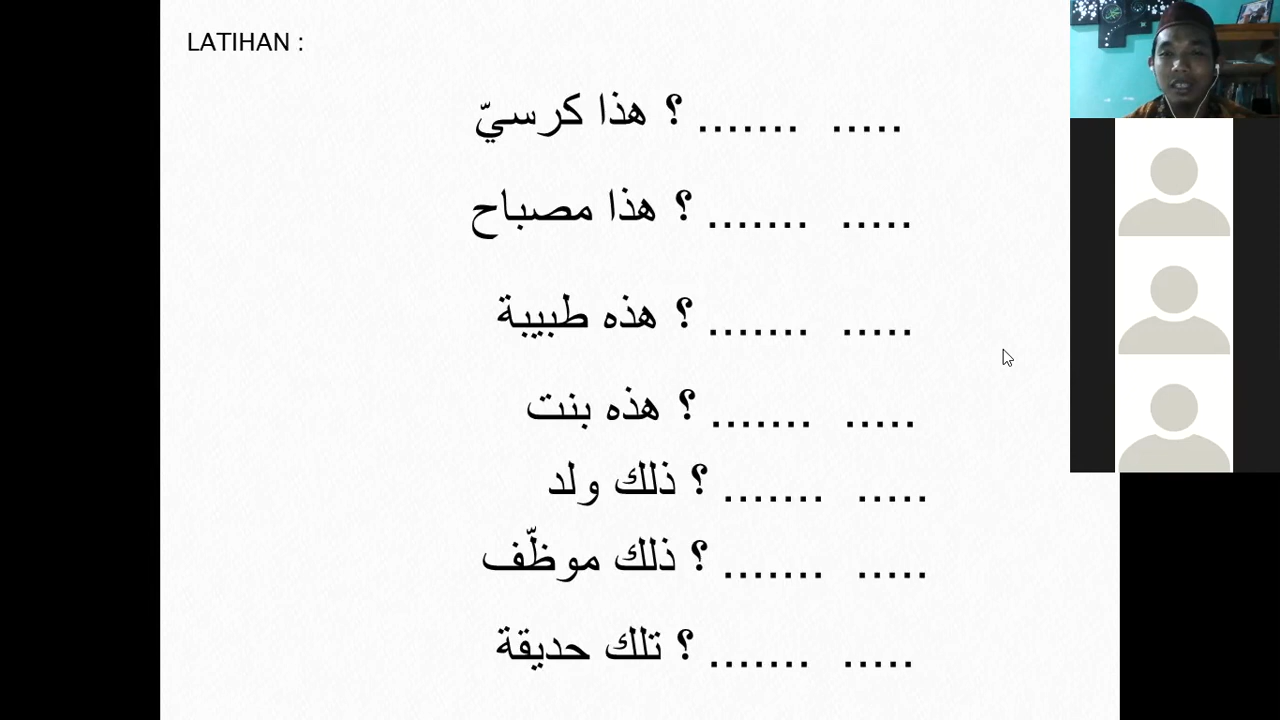 LATIHAN :
..... ....... ؟ هذا كرسيّ
..... ....... ؟ هذا مصباح
..... ....... ؟ هذه طبيبة
..... ....... ؟ هذه بنت
..... ....... ؟ ذلك ولد
..... ....... ؟ ذلك موظّف
..... ....... ؟ تلك حديقة